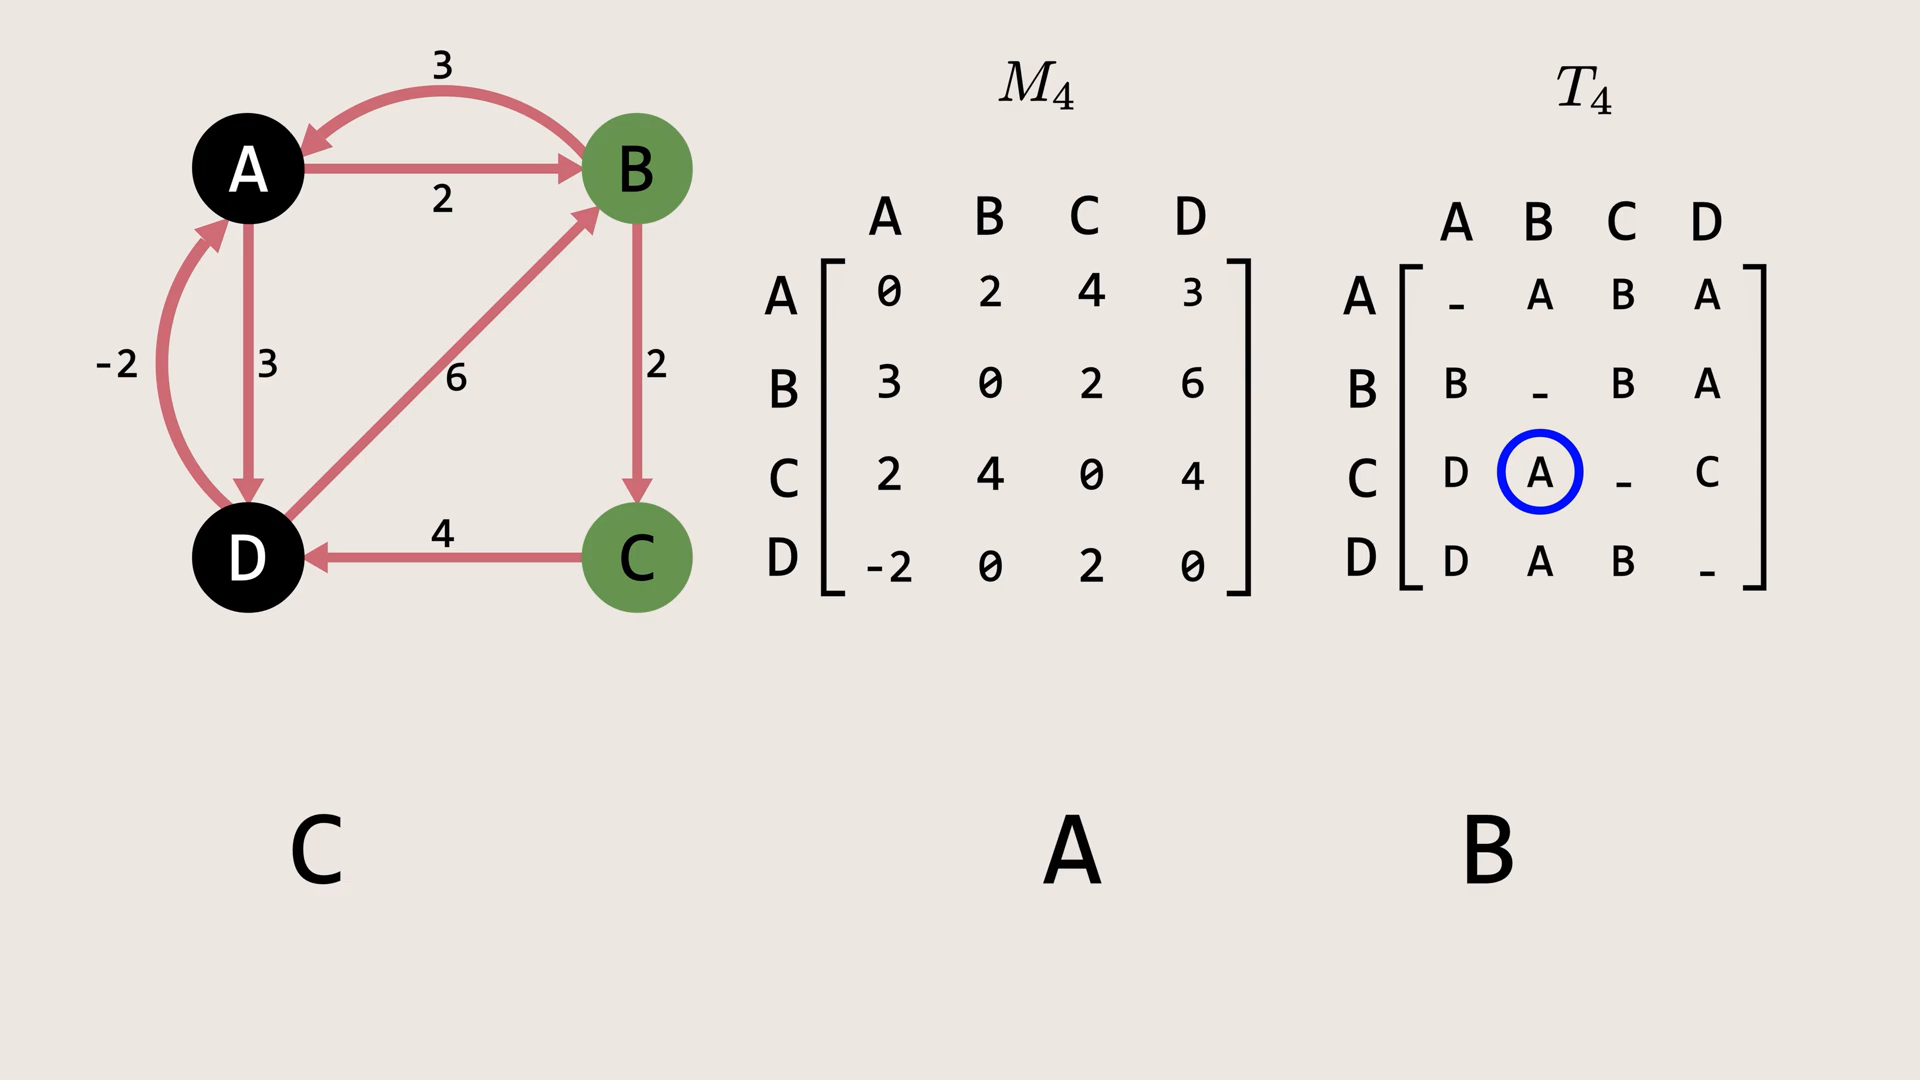 3
A B
2
-2 3 6 2
4
D C
M4
A B C D
A 0 2 4 3
B 3 0 2 6
C 2 4 0 4
D -2 0 2 0
T4
A B C D
A - A B A
B B - B A
C D A - C
D D A B -
C A B